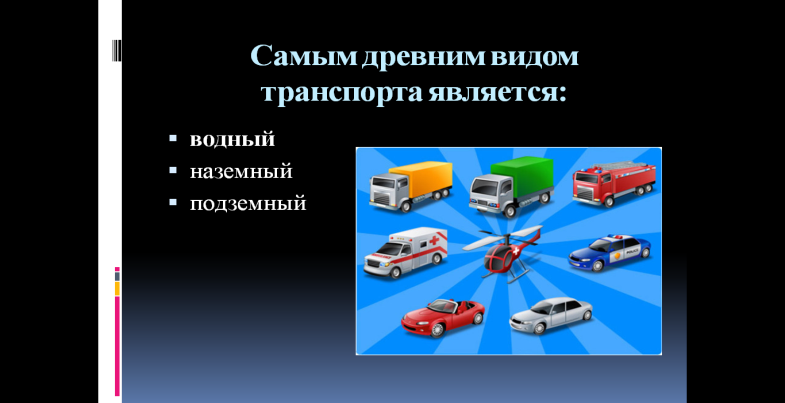 Самым древним видом
транспорта является:
водный
наземный
подземный